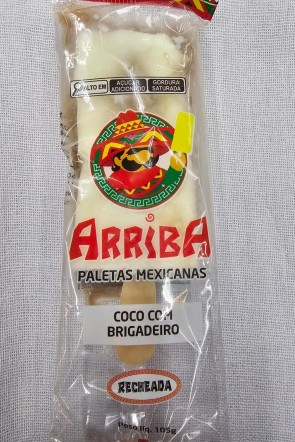 ALTO EM
AÇÚCAR
ADICIONADO
GORDURA
SATURADA
ARRIBA
PALETAS MEXICANAS
COCO COM
BRIGADEIRO
RECHEADA
Peso líq. 105g